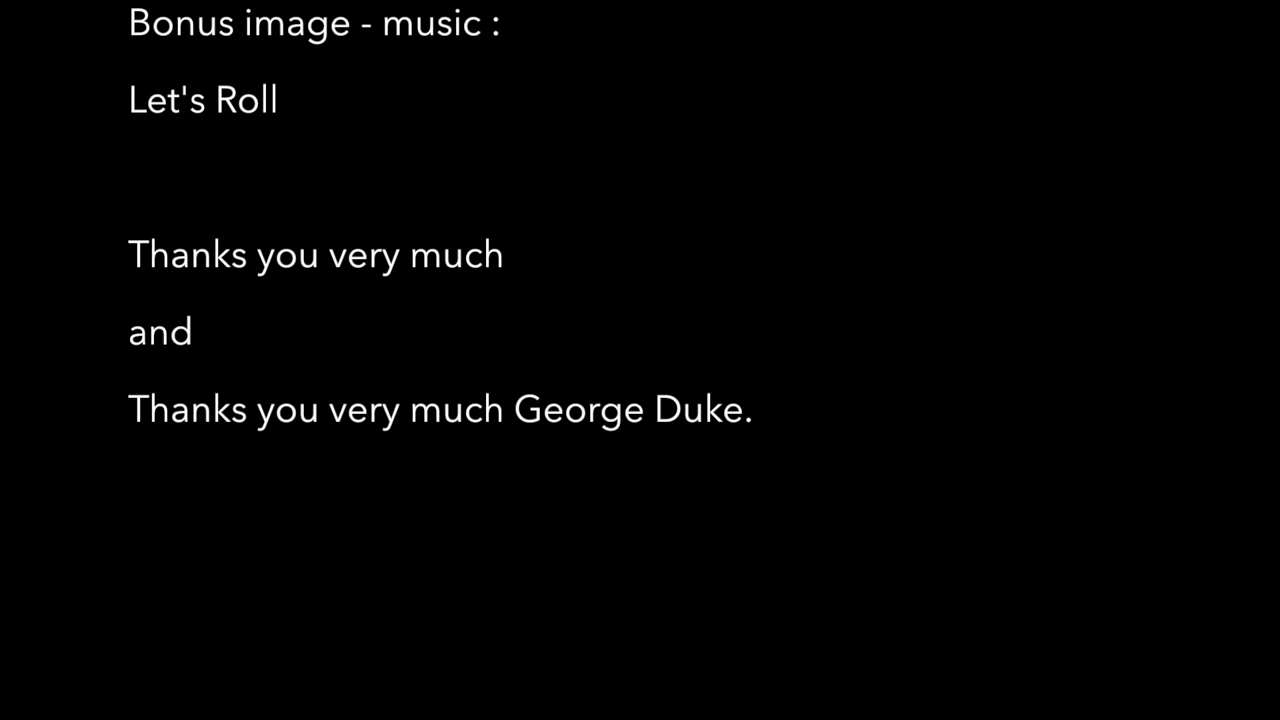 Bonus image - music :
Let's Roll
Thanks you very much
and
Thanks you very much George Duke.